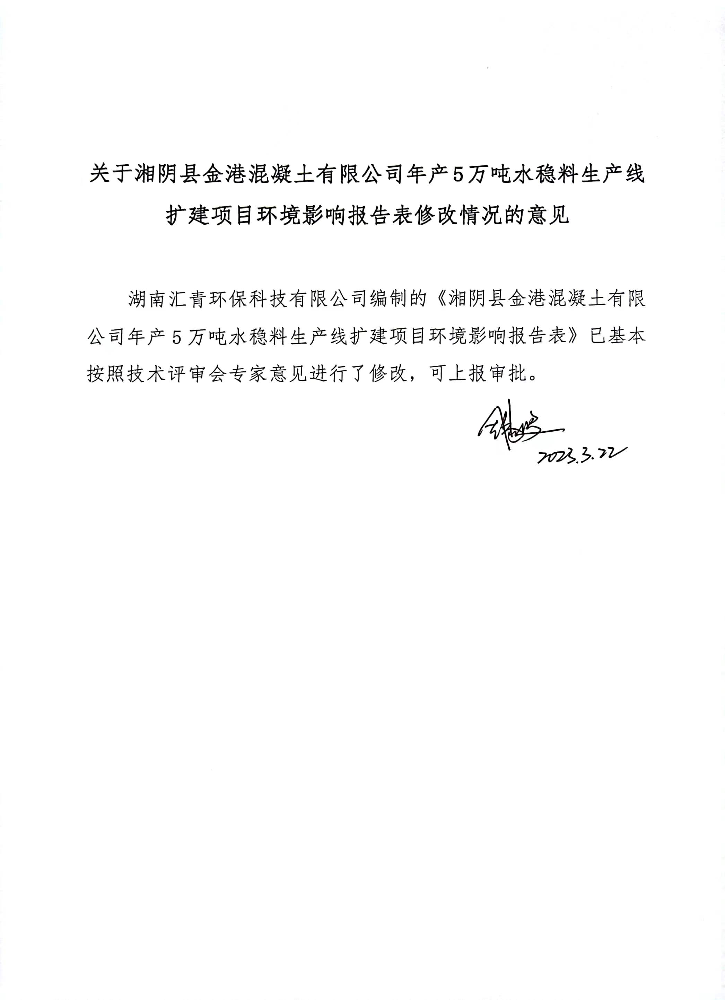 关于湘阴县金港混凝土有限公司年产5万吨水稳料生产线
扩建项目环境影响报告表修改情况的意见
湖南汇青环保科技有限公司编制的《湘阴县金港混凝土有限
公司年产5万吨水稳料生产线扩建项目环境影响报告表》已基本
按照技术评审会专家意见进行了修改，可上报审批。
2023.3.22